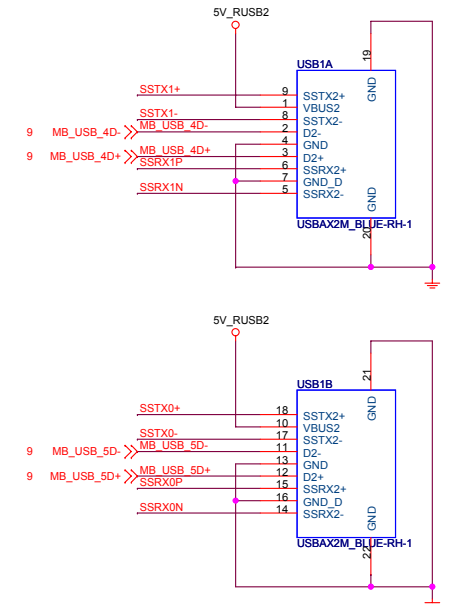 5V_RUSB2
USB1A
19
GND
SSTX1+ 9 SSTX2+
1 VBUS2
SSTX1- 8 SSTX2-
9 MB_USB_4D- MB_USB_4D- 2 D2-
4 GND
9 MB_USB_4D+ MB_USB_4D+ 3 D2+
SSRX1P 6 SSRX2+
7 GND_D
SSRX1N 5 SSRX2-
GND
20
USBAX2M_BLUE-RH-1
5V_RUSB2
USB1B
21
GND
SSTX0+ 18 SSTX2+
10 VBUS2
SSTX0- 17 SSTX2-
9 MB_USB_5D- MB_USB_5D- 11 D2-
13 GND
9 MB_USB_5D+ MB_USB_5D+ 12 D2+
SSRX0P 15 SSRX2+
16 GND_D
SSRX0N 14 SSRX2-
GND
22
USBAX2M_BLUE-RH-1